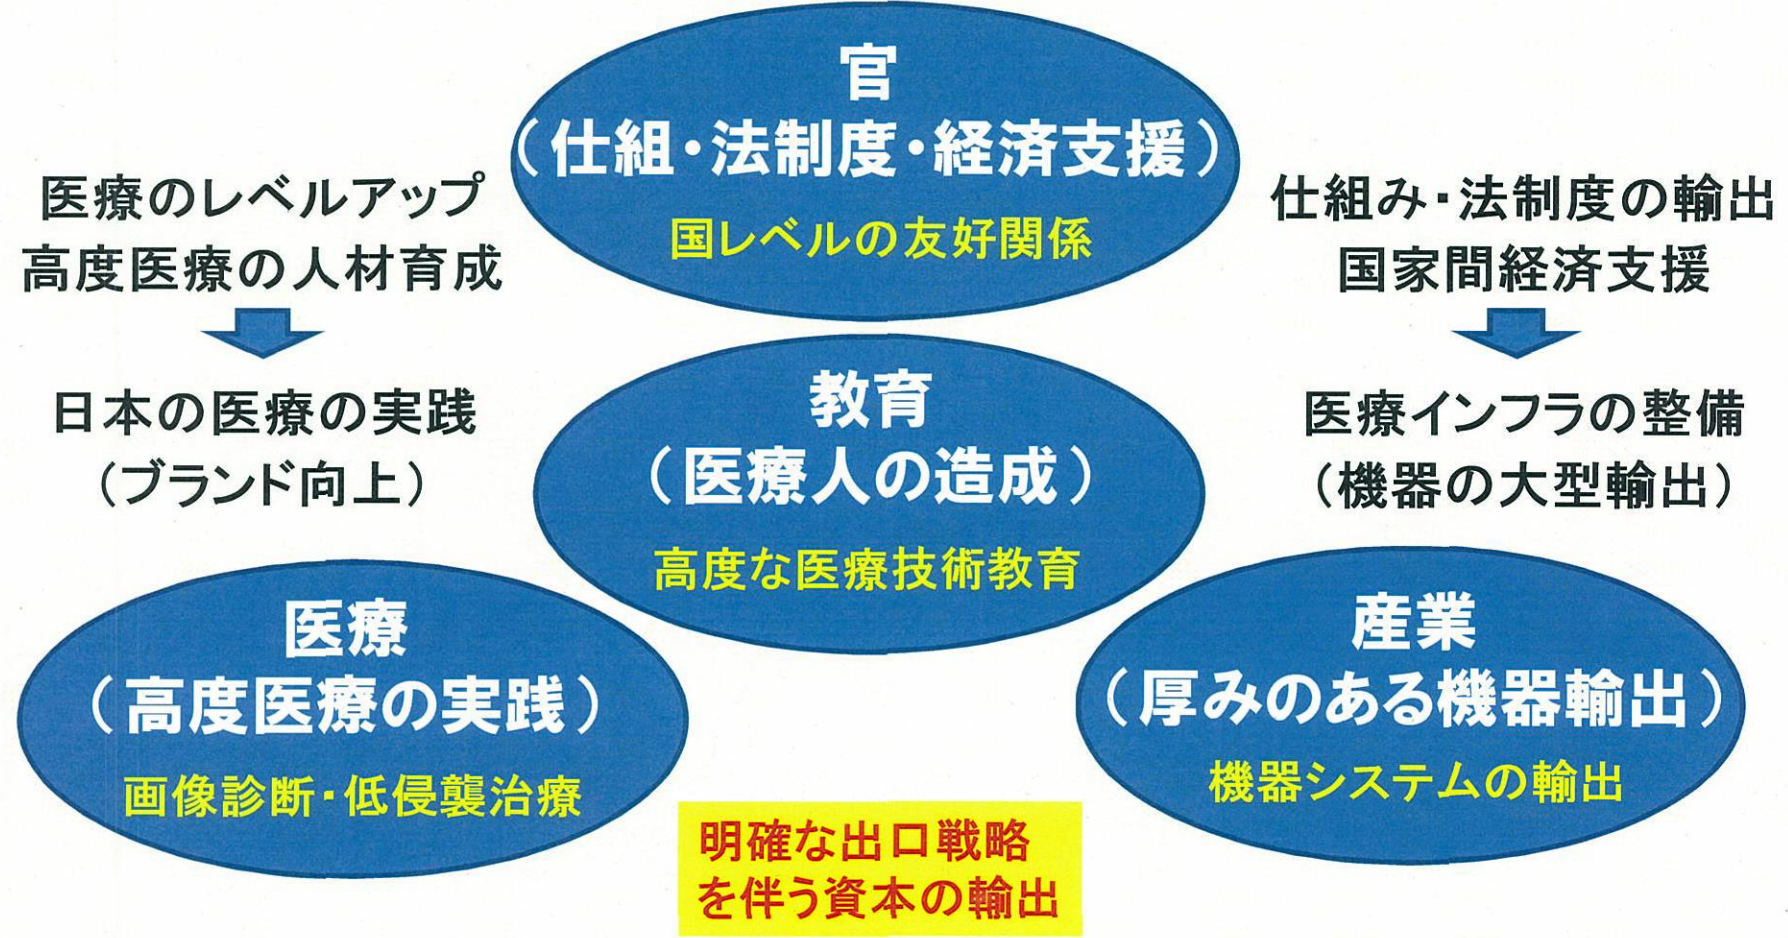 官
（仕組・法制度・経済支援）
国レベルの友好関係
医療のレベルアップ
高度医療の人材育成
日本の医療の実践
（ブランド向上）
仕組み・法制度の輸出
国家間経済支援
医療インフラの整備
（機器の大型輸出）
教育
（医療人の造成）
高度な医療技術教育
医療
（高度医療の実践）
画像診断・低侵襲治療
産業
（厚みのある機器輸出）
機器システムの輸出
明確な出口戦略
を伴う資本の輸出